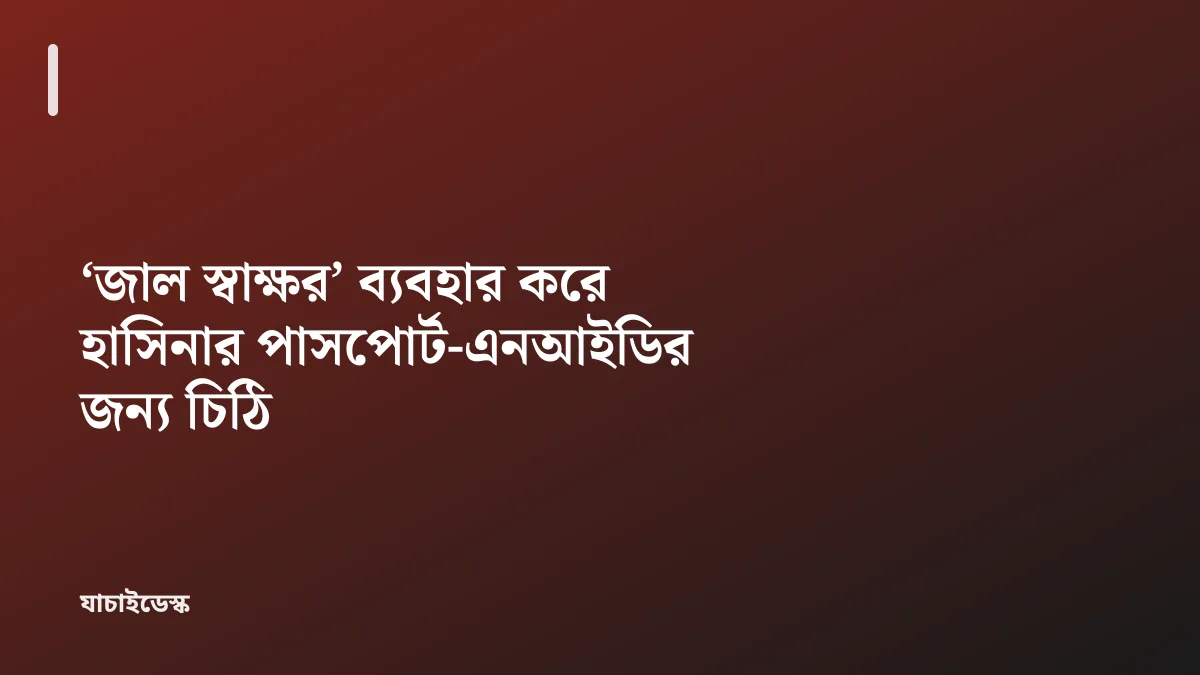 ‘জাল স্বাক্ষর’ ব্যবহার করে
হাসিনার পাসপোর্ট-এনআইডির
জন্য চিঠি
যাচাইডেস্ক